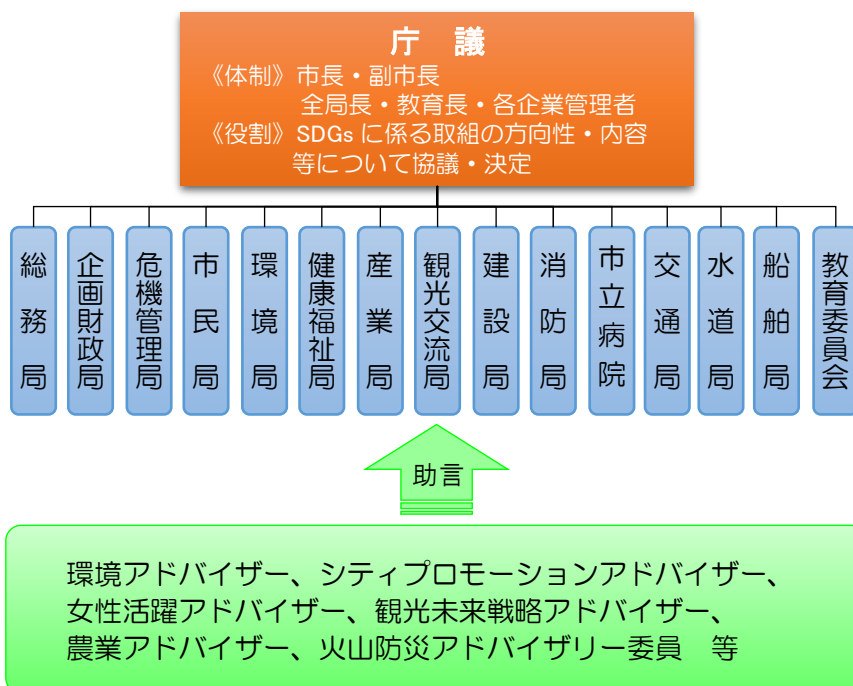 庁　議
《体制》市長・副市長
全局長・教育長・各企業管理者
《役割》SDGs に係る取組の方向性・内容
等について協議・決定
総務局
企画財政局
危機管理局
市民局
環境局
健康福祉局
産業局
観光交流局
建設局
消防局
市立病院
交通局
水道局
船舶局
教育委員会
助言
環境アドバイザー、シティプロモーションアドバイザー、
女性活躍アドバイザー、観光未来戦略アドバイザー、
農業アドバイザー、火山防災アドバイザリー委員　等